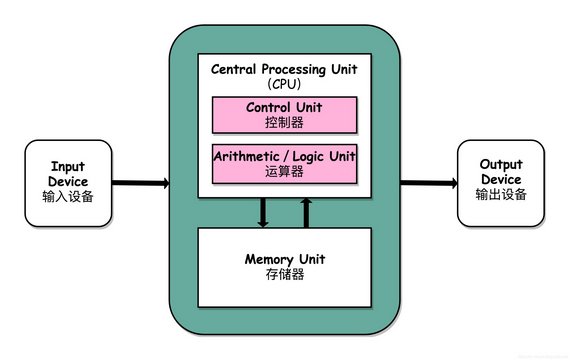 Central Processing Unit
(CPU)
Control Unit
控制器
Arithmetic / Logic Unit
运算器
Input
Device
输入设备
Output
Device
输出设备
Memory Unit
存储器